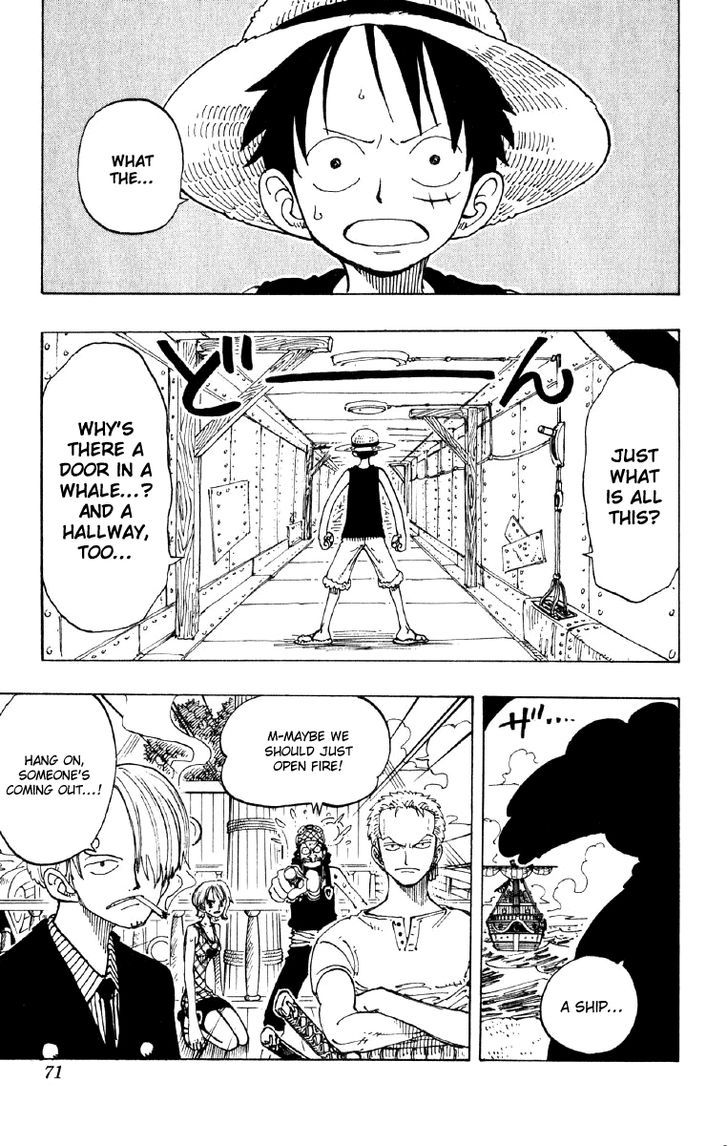 WHAT
THE...
ど——ん
JUST
WHAT
IS ALL
THIS?
WHY'S
THERE A
DOOR IN A
WHALE...?
AND A
HALLWAY,
TOO...
ザ....
A SHIP...
M-MAYBE WE
SHOULD JUST
OPEN FIRE!
HANG ON,
SOMEONE'S
COMING OUT...!
71